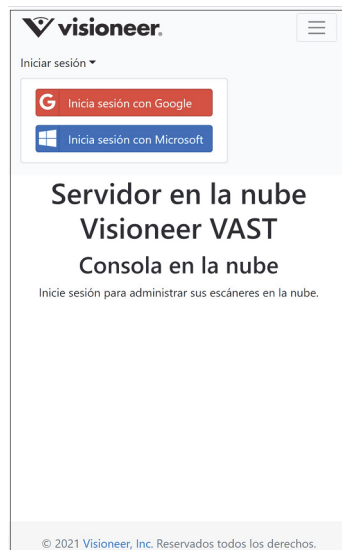 visioneer.
Iniciar sesión
G Inicia sesión con Google
Inicia sesión con Microsoft
Servidor en la nube
Visioneer VAST
Consola en la nube
Inicie sesión para administrar sus escáneres en la nube.
© 2021 Visioneer, Inc. Reservados todos los derechos.